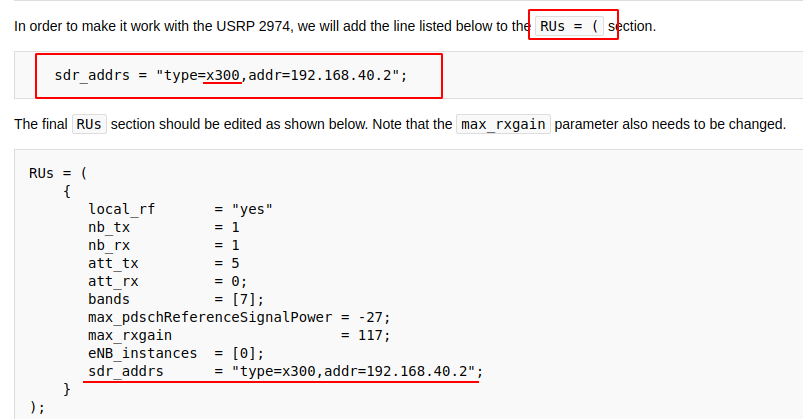 In order to make it work with the USRP 2974, we will add the line listed below to the RUs = ( section.
sdr_addrs = "type=x300,addr=192.168.40.2";
The final RUs section should be edited as shown below. Note that the max_rxgain parameter also needs to be changed.
RUs = (
    {
       local_rf       = "yes"
       nb_tx          = 1
       nb_rx          = 1
       att_tx         = 5
       att_rx         = 0;
       bands          = [7];
       max_pdschReferenceSignalPower = -27;
       max_rxgain                    = 117;
       eNB_instances  = [0];
       sdr_addrs      = "type=x300,addr=192.168.40.2";
    }
);